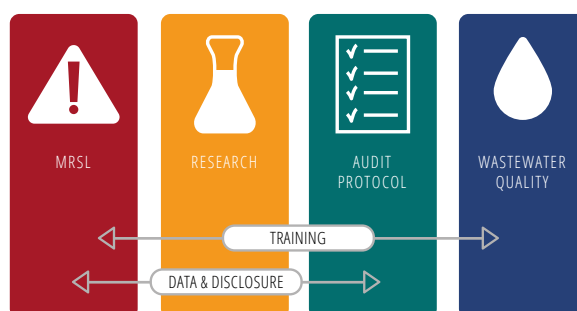 MRSL
RESEARCH
AUDIT
PROTOCOL
WASTEWATER
QUALITY
TRAINING
DATA & DISCLOSURE